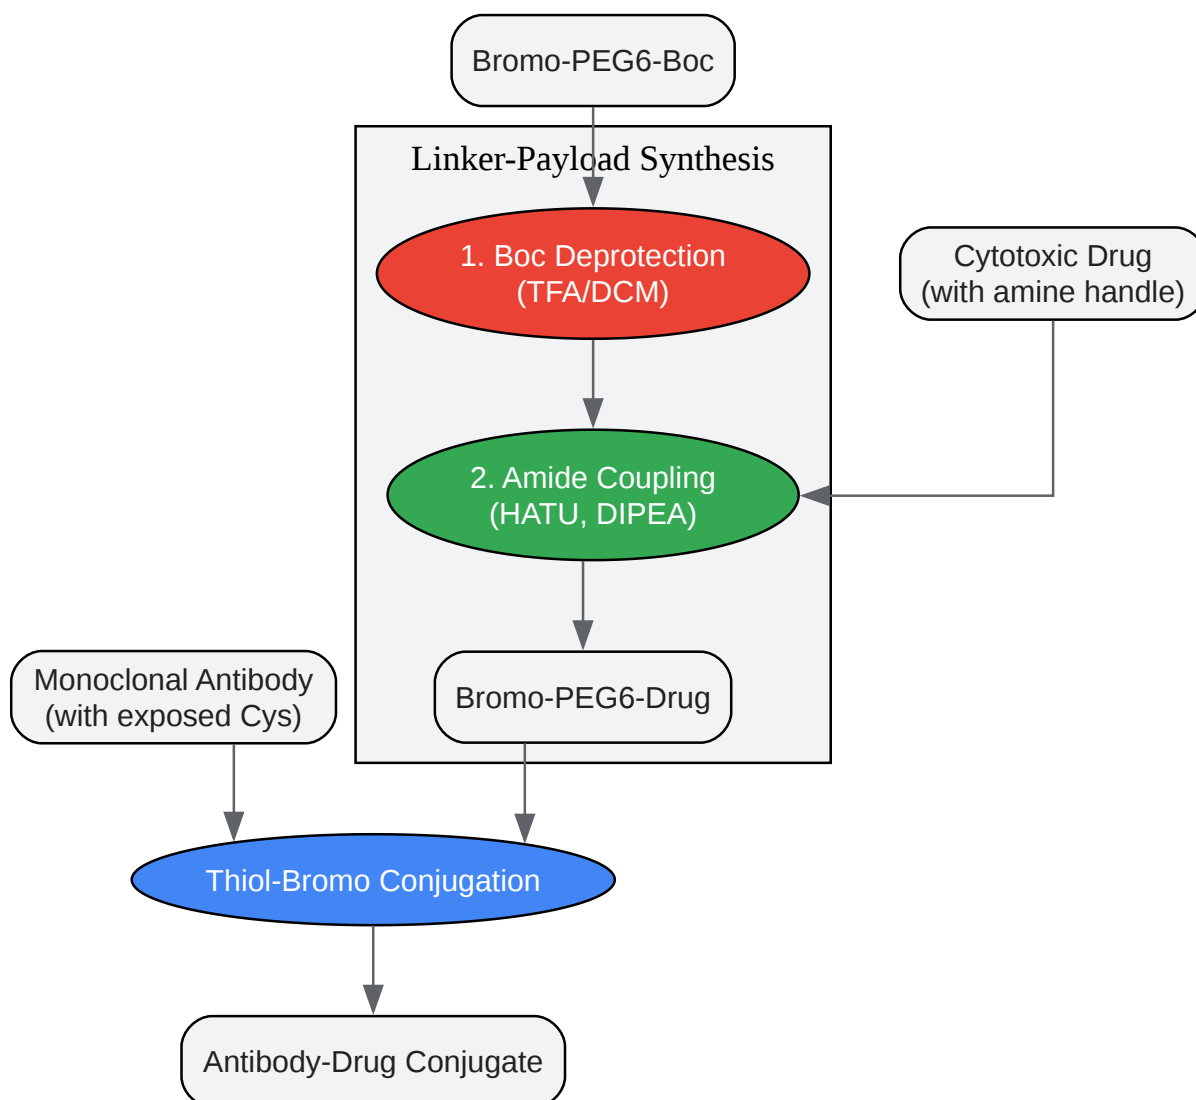 Bromo-PEG6-Boc
Linker-Payload Synthesis
1. Boc Deprotection
(TFA/DCM)
Cytotoxic Drug
(with amine handle)
2. Amide Coupling
(HATU, DIPEA)
Monoclonal Antibody
(with exposed Cys)
Bromo-PEG6-Drug
Thiol-Bromo Conjugation
Antibody-Drug Conjugate